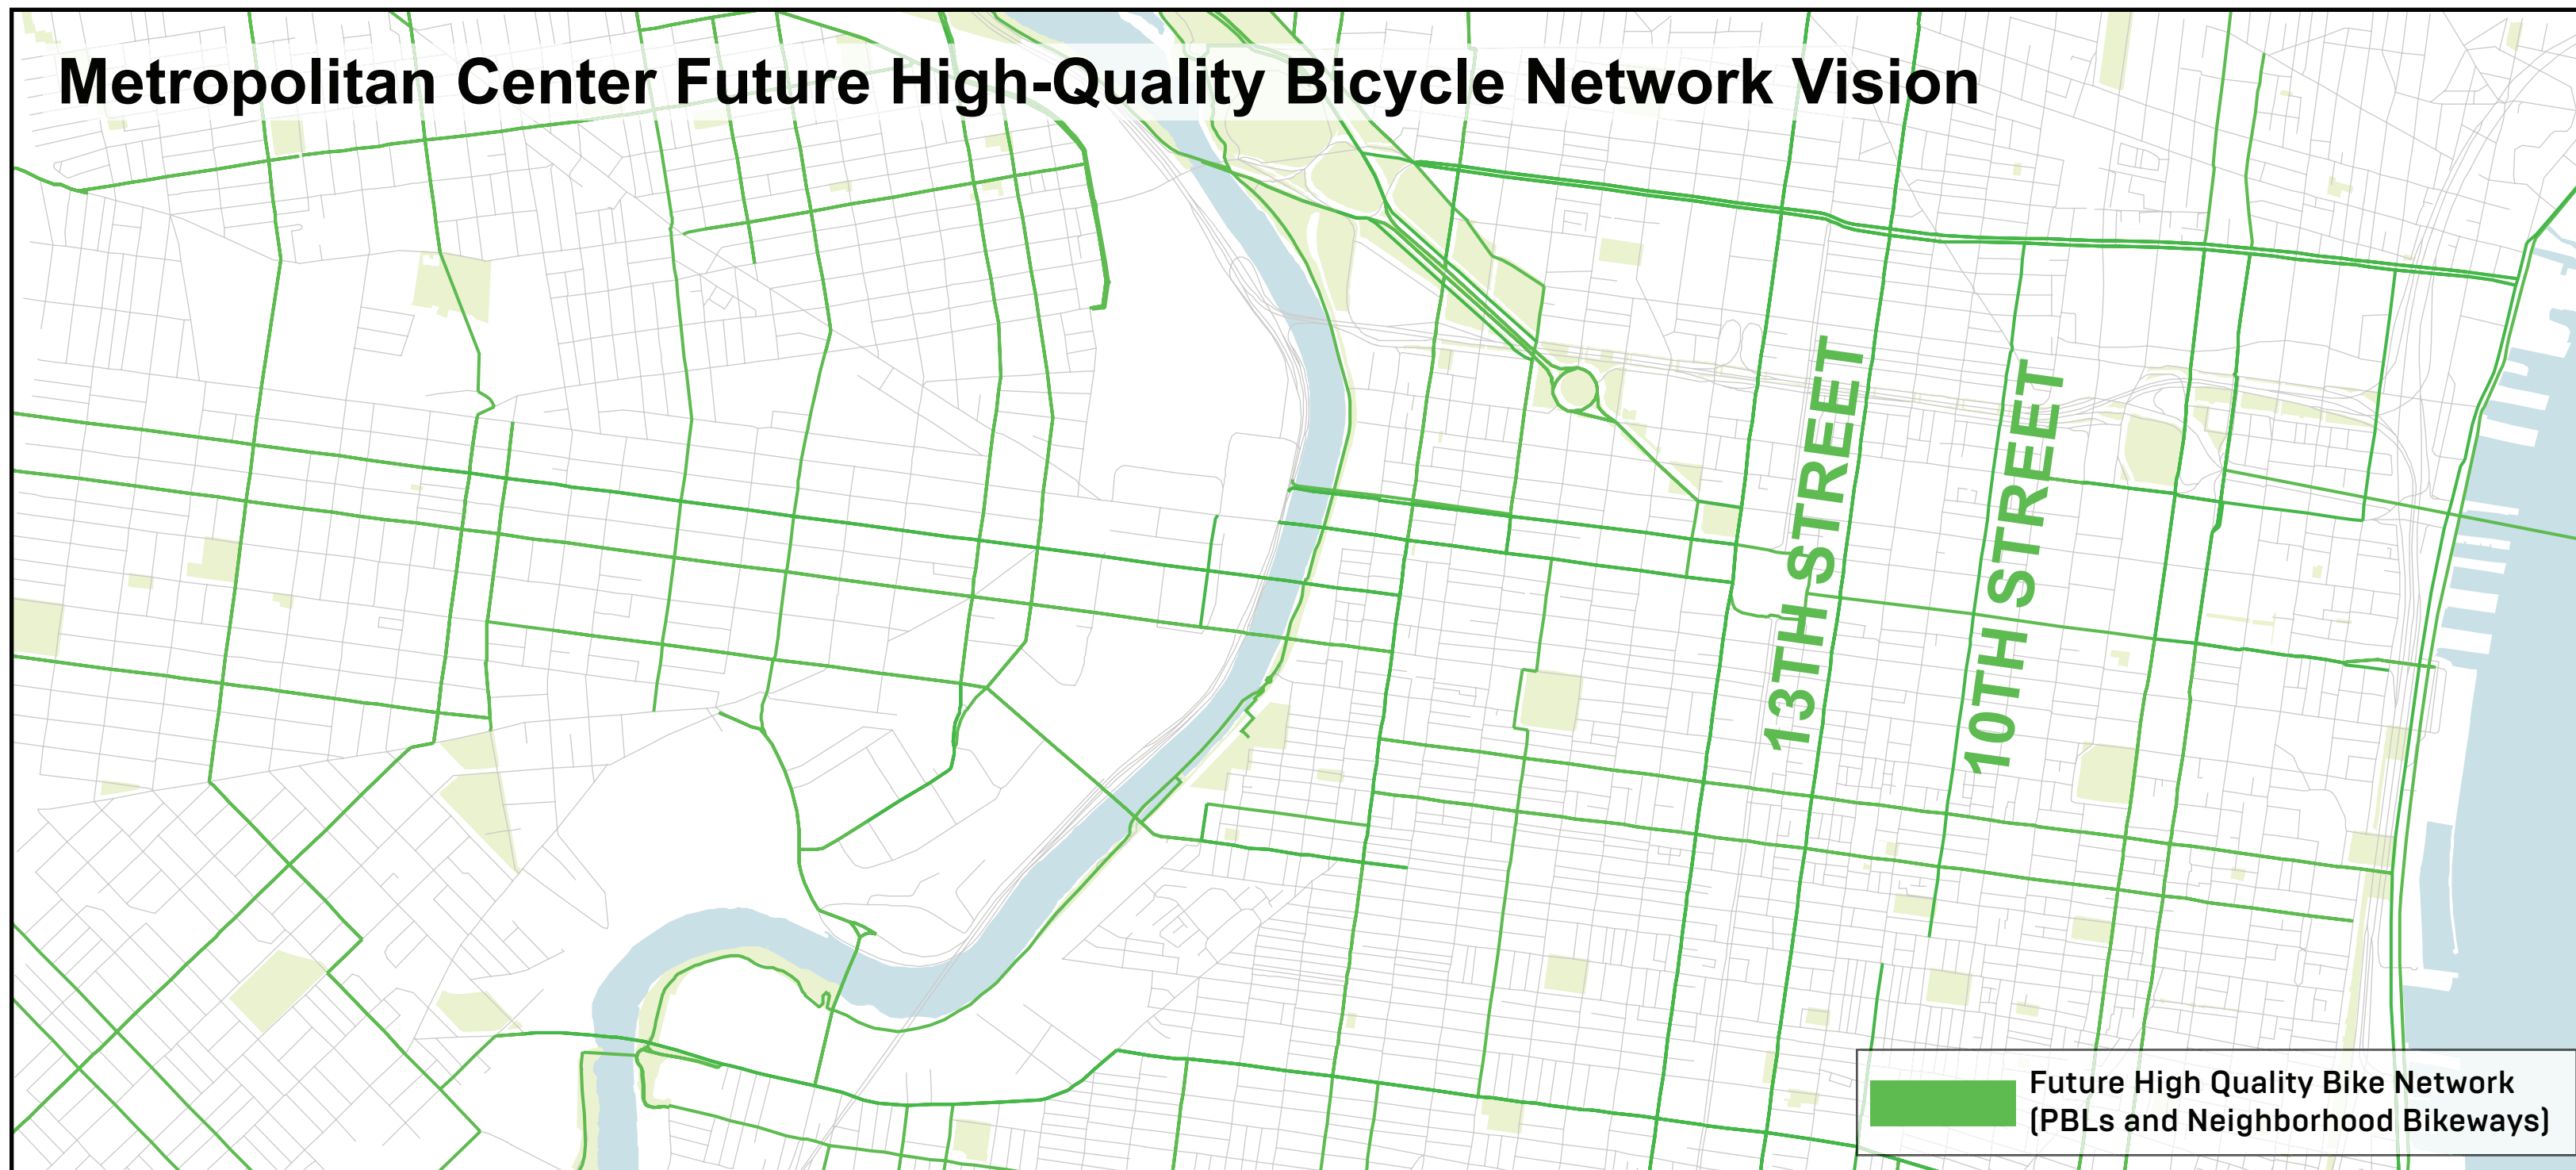 Metropolitan Center Future High-Quality Bicycle Network Vision
13TH STREET
10TH STREET
Future High Quality Bike Network
(PBLs and Neighborhood Bikeways)